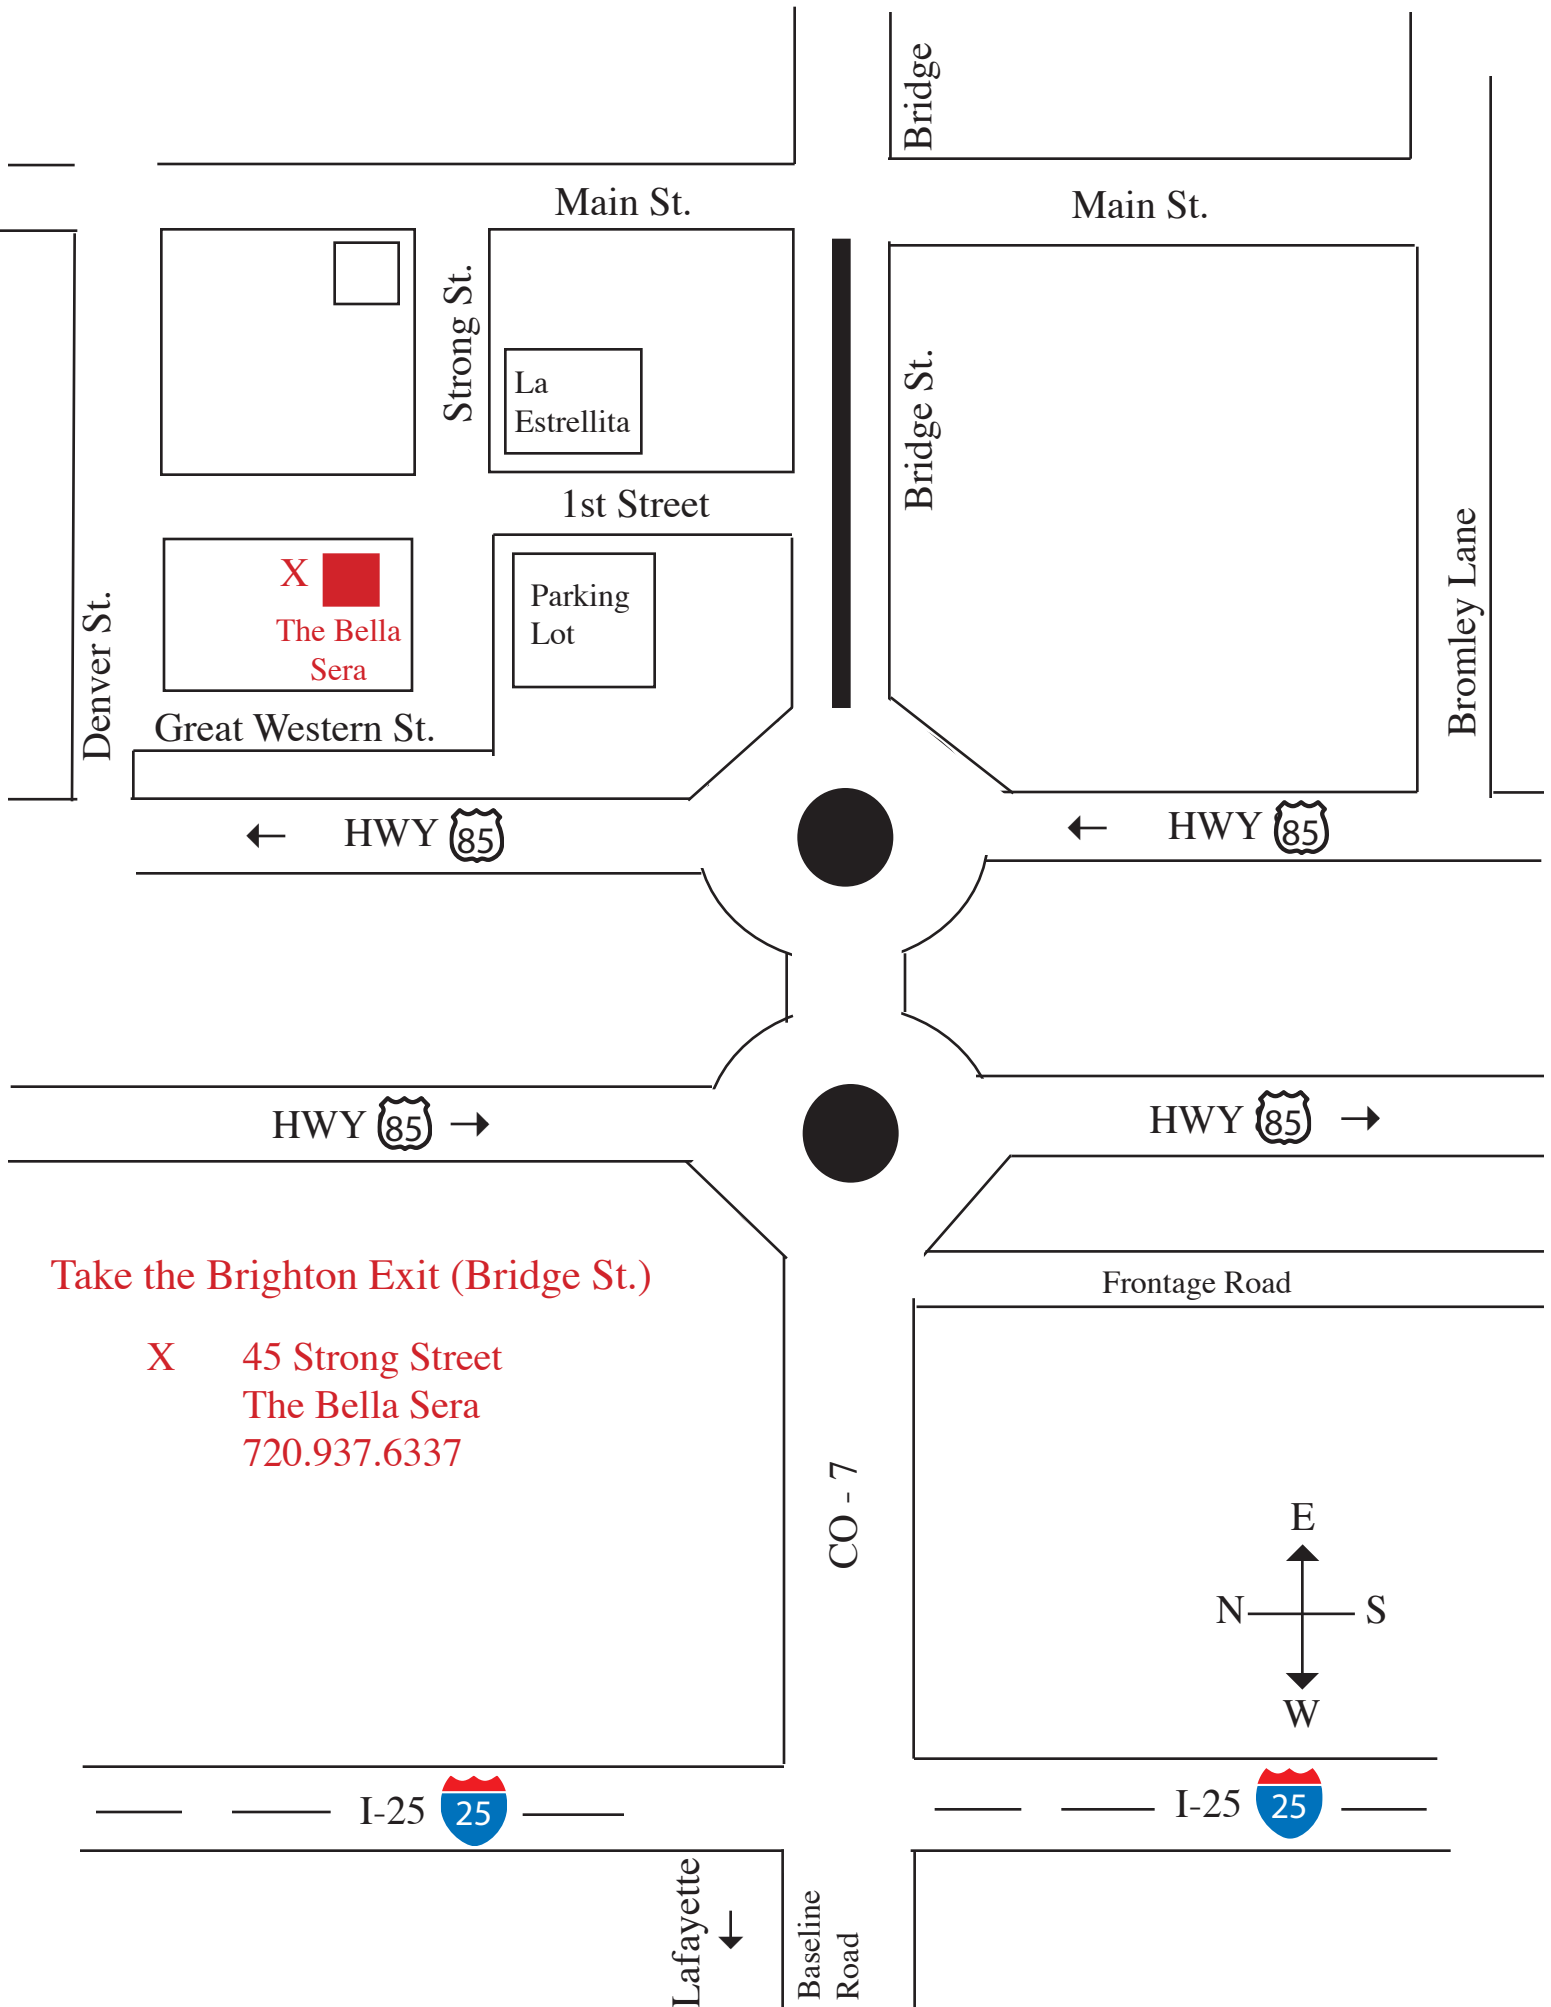 Bridge
Main St.
Main St.
Strong St.
La
Estrellita
Bridge St.
1st Street
X
The Bella
Sera
Parking
Lot
Denver St.
Bromley Lane
Great Western St.
HWY 85
HWY 85
HWY 85
HWY 85
Take the Brighton Exit (Bridge St.)
Frontage Road
X 45 Strong Street
The Bella Sera
720.937.6337
CO - 7
E
N S
W
I-25 25
I-25 25
Lafayette
Baseline
Road